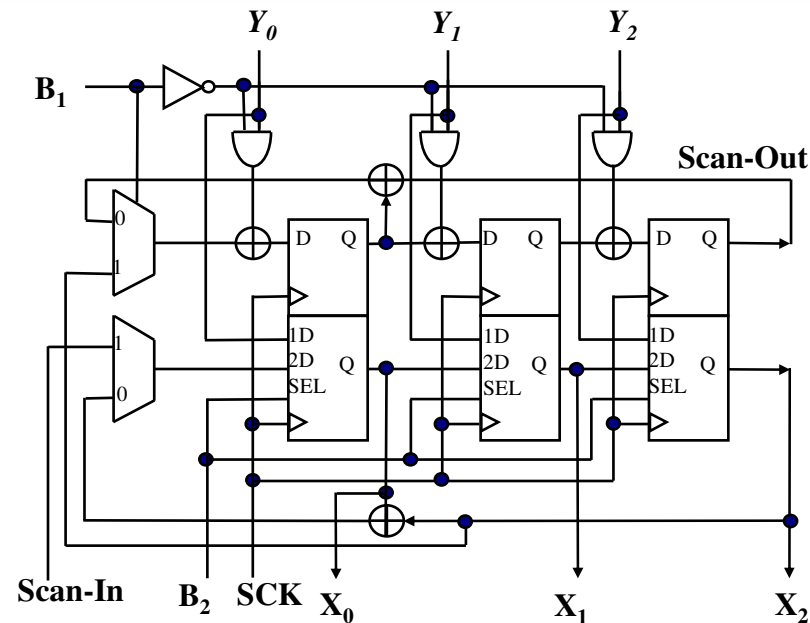 Y0 Y1 Y2
B1
Scan-Out
0
1
D Q D Q D Q
1D 1D 1D
1
2D Q 2D Q 2D Q
SEL SEL SEL
0
Scan-In B2 SCK X0 X1 X2